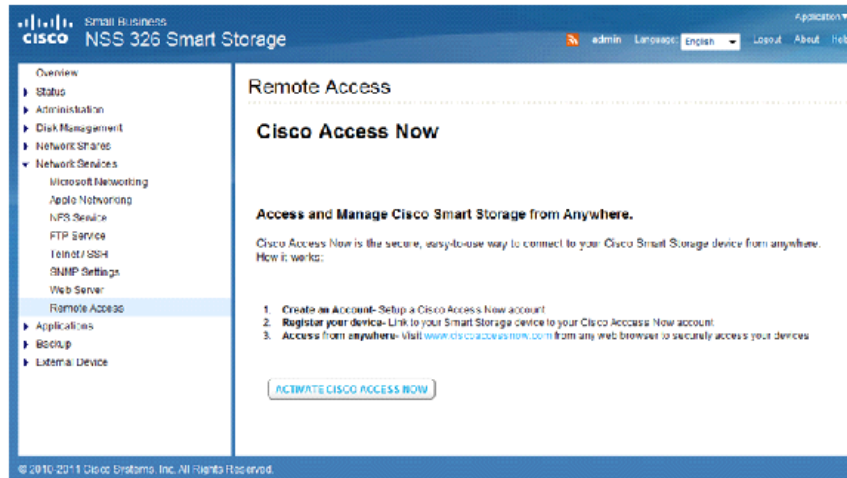 Small Business
CISCO NSS 326 Smart Storage
Application
admin Language: English Logout About Help
Overview
Status
Administration
Disk Management
Network Shares
Network Services
Microsoft Networking
Apple Networking
NFS Service
FTP Service
Telnet / SSH
SNMP Settings
Web Server
Remote Access
Applications
Backup
External Device
Remote Access
Cisco Access Now
Access and Manage Cisco Smart Storage from Anywhere.
Cisco Access Now is the secure, easy-to-use way to connect to your Cisco Smart Storage device from anywhere.
How it works:
1. Create an Account- Setup a Cisco Access Now account
2. Register your device- Link to your Smart Storage device to your Cisco Acccess Now account
3. Access from anywhere- Visit www.ciscoaccessnow.com from any web browser to securely access your devices
ACTIVATE CISCO ACCESS NOW
© 2010-2011 Cisco Systems, Inc. All Rights Reserved.